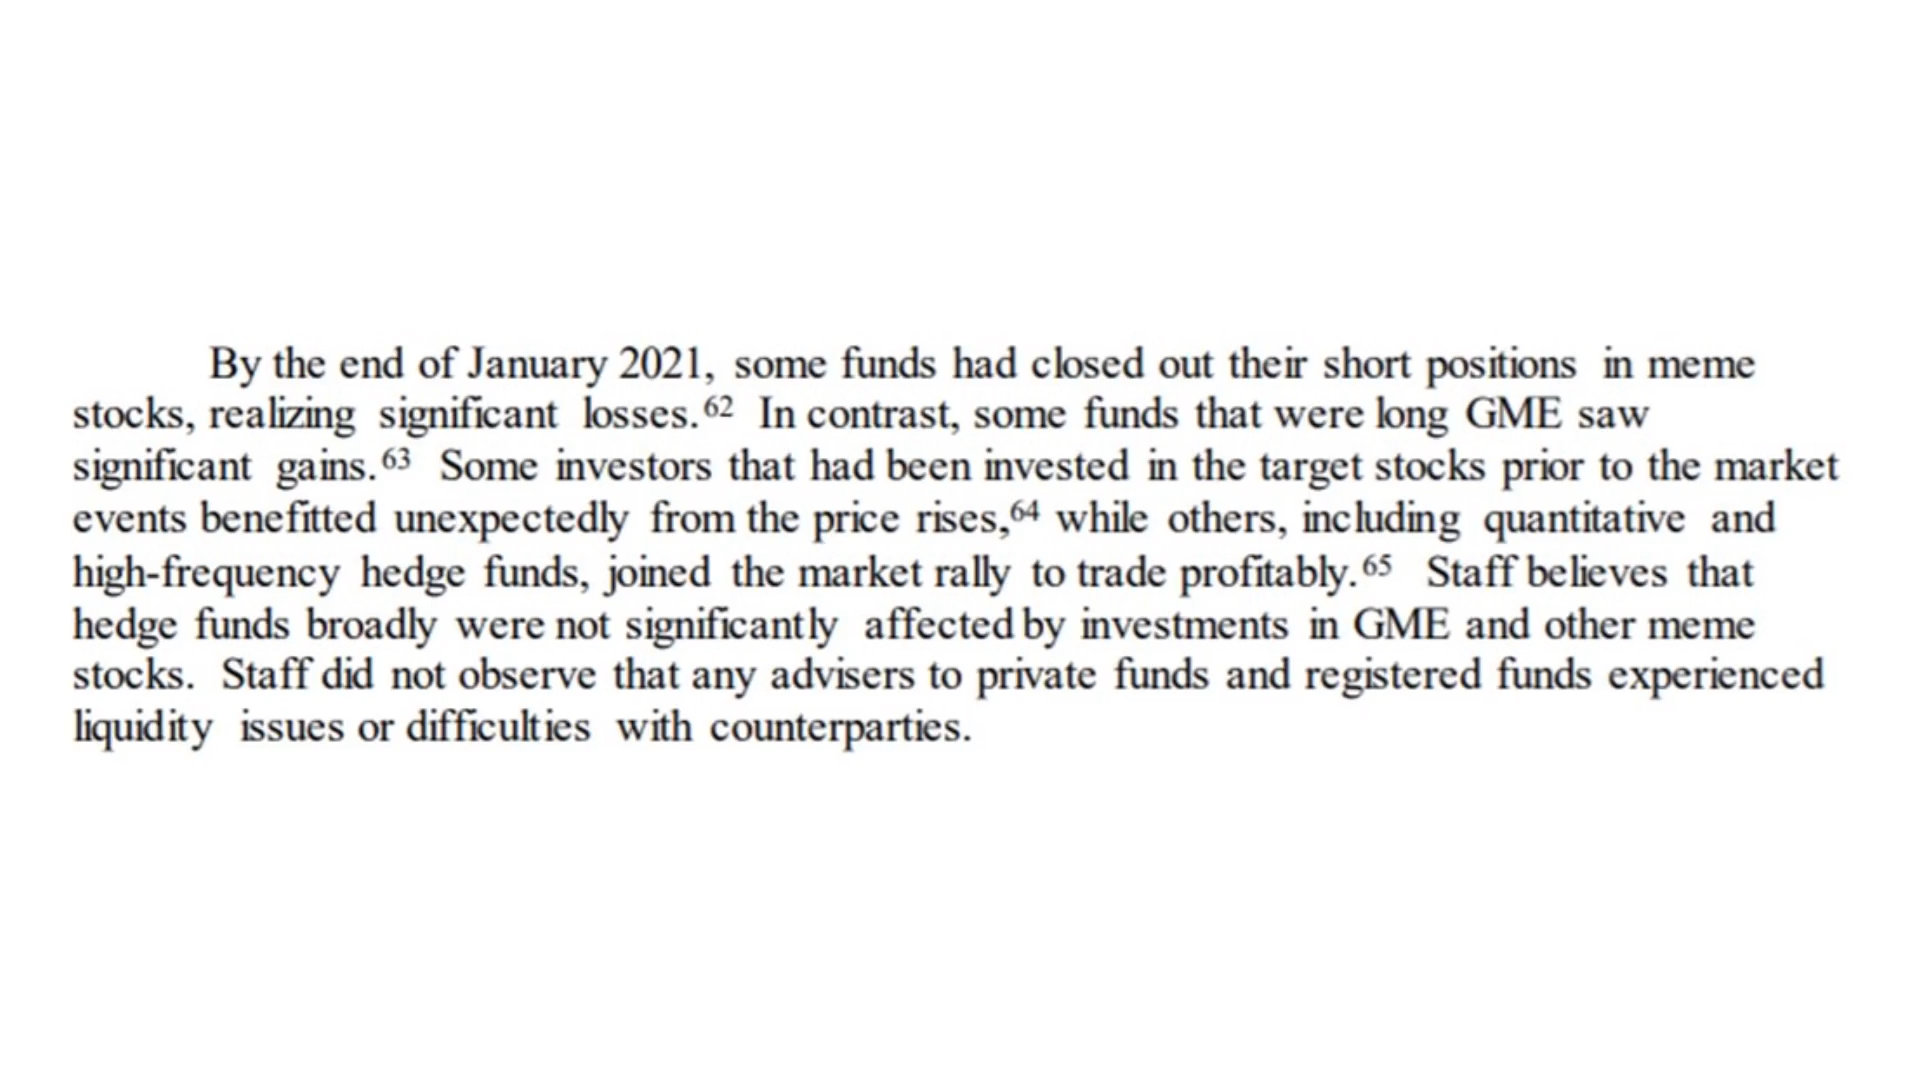 By the end of January 2021, some funds had closed out their short positions in meme
stocks, realizing significant losses.62 In contrast, some funds that were long GME saw
significant gains.63 Some investors that had been invested in the target stocks prior to the market
events benefitted unexpectedly from the price rises,64 while others, including quantitative and
high-frequency hedge funds, joined the market rally to trade profitably.65 Staff believes that
hedge funds broadly were not significantly affected by investments in GME and other meme
stocks. Staff did not observe that any advisers to private funds and registered funds experienced
liquidity issues or difficulties with counterparties.